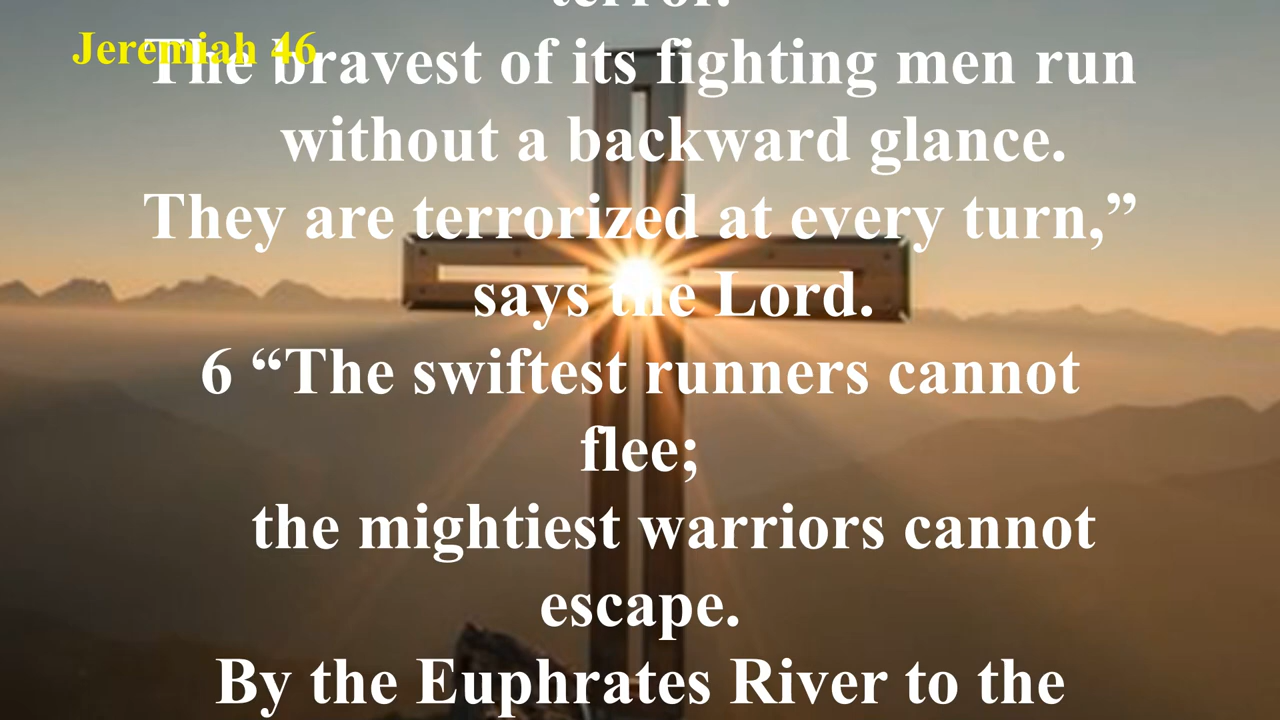 terror.
Jeremiah 46
The bravest of its fighting men run
without a backward glance.
They are terrorized at every turn,”
says the Lord.
6 “The swiftest runners cannot
flee;
the mightiest warriors cannot
escape.
By the Euphrates River to the